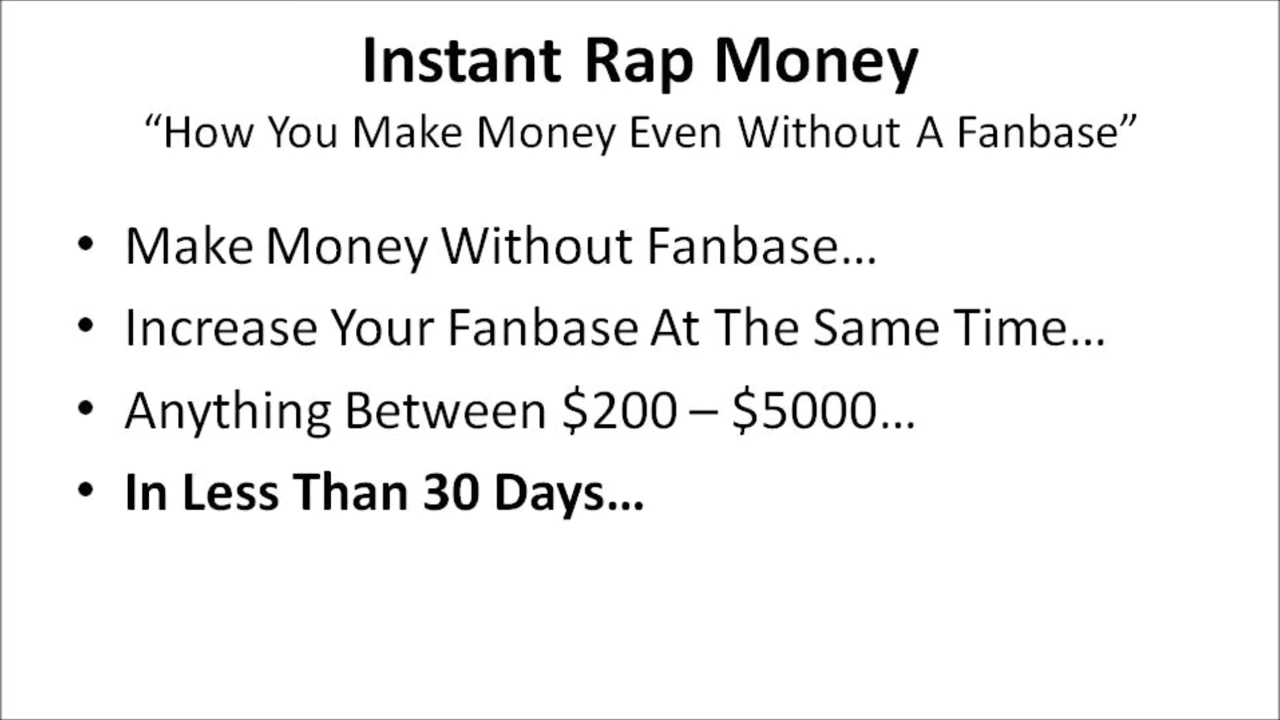 Instant Rap Money
“How You Make Money Even Without A Fanbase”
• Make Money Without Fanbase...
• Increase Your Fanbase At The Same Time...
• Anything Between $200 – $5000...
• In Less Than 30 Days...